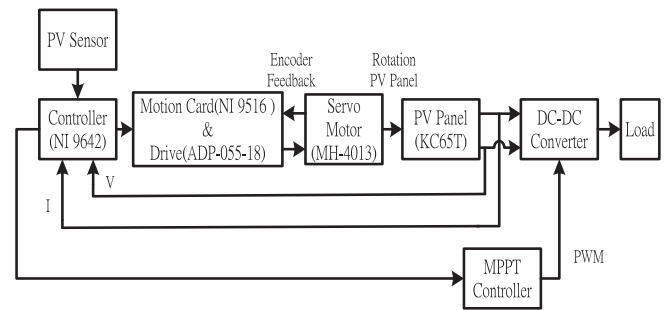 PV Sensor
Encoder
Feedback
Rotation
PV Panel
Controller
(NI 9642)
Motion Card(NI 9516 )
&
Drive(ADP-055-18)
Servo
Motor
(MH-4013)
PV Panel
(KC65T)
DC-DC
Converter
Load
V
I
MPPT
Controller
PWM